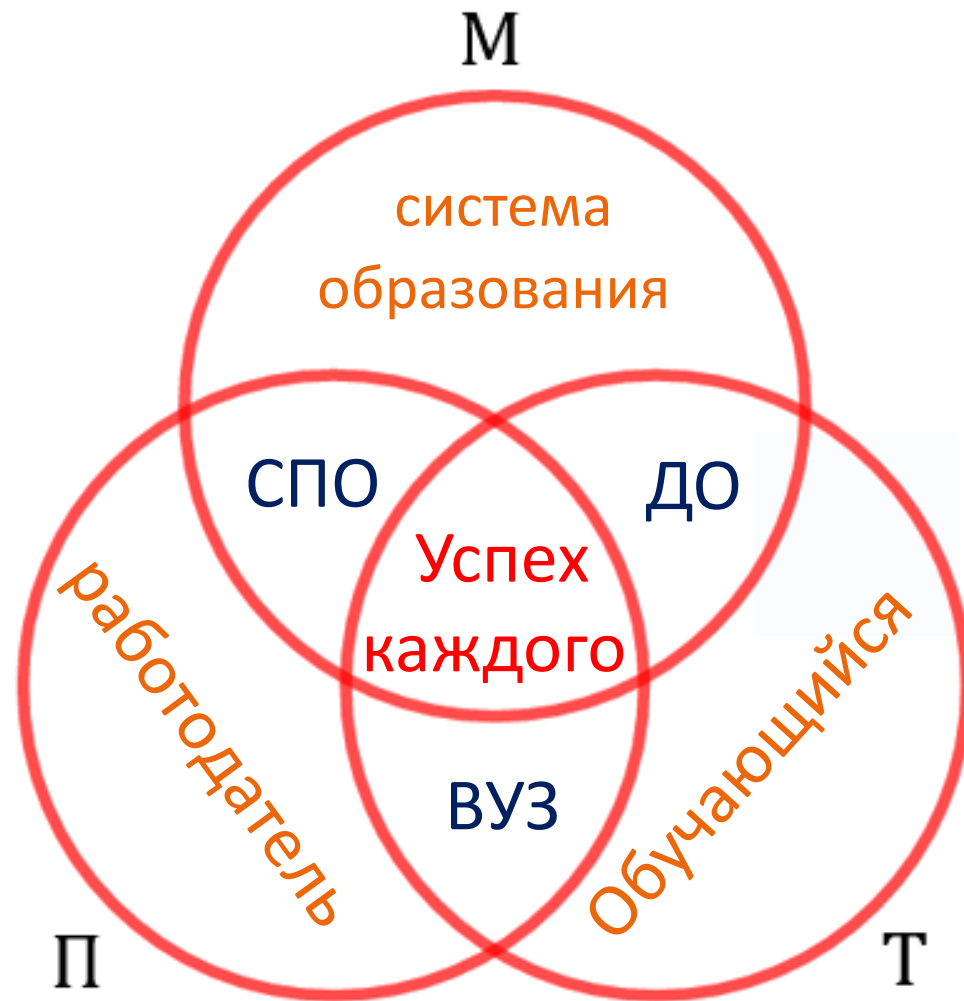 М
система
образования
СПО
ДО
Успех
каждого
работодатель
Обучающийся
ВУЗ
П
Т